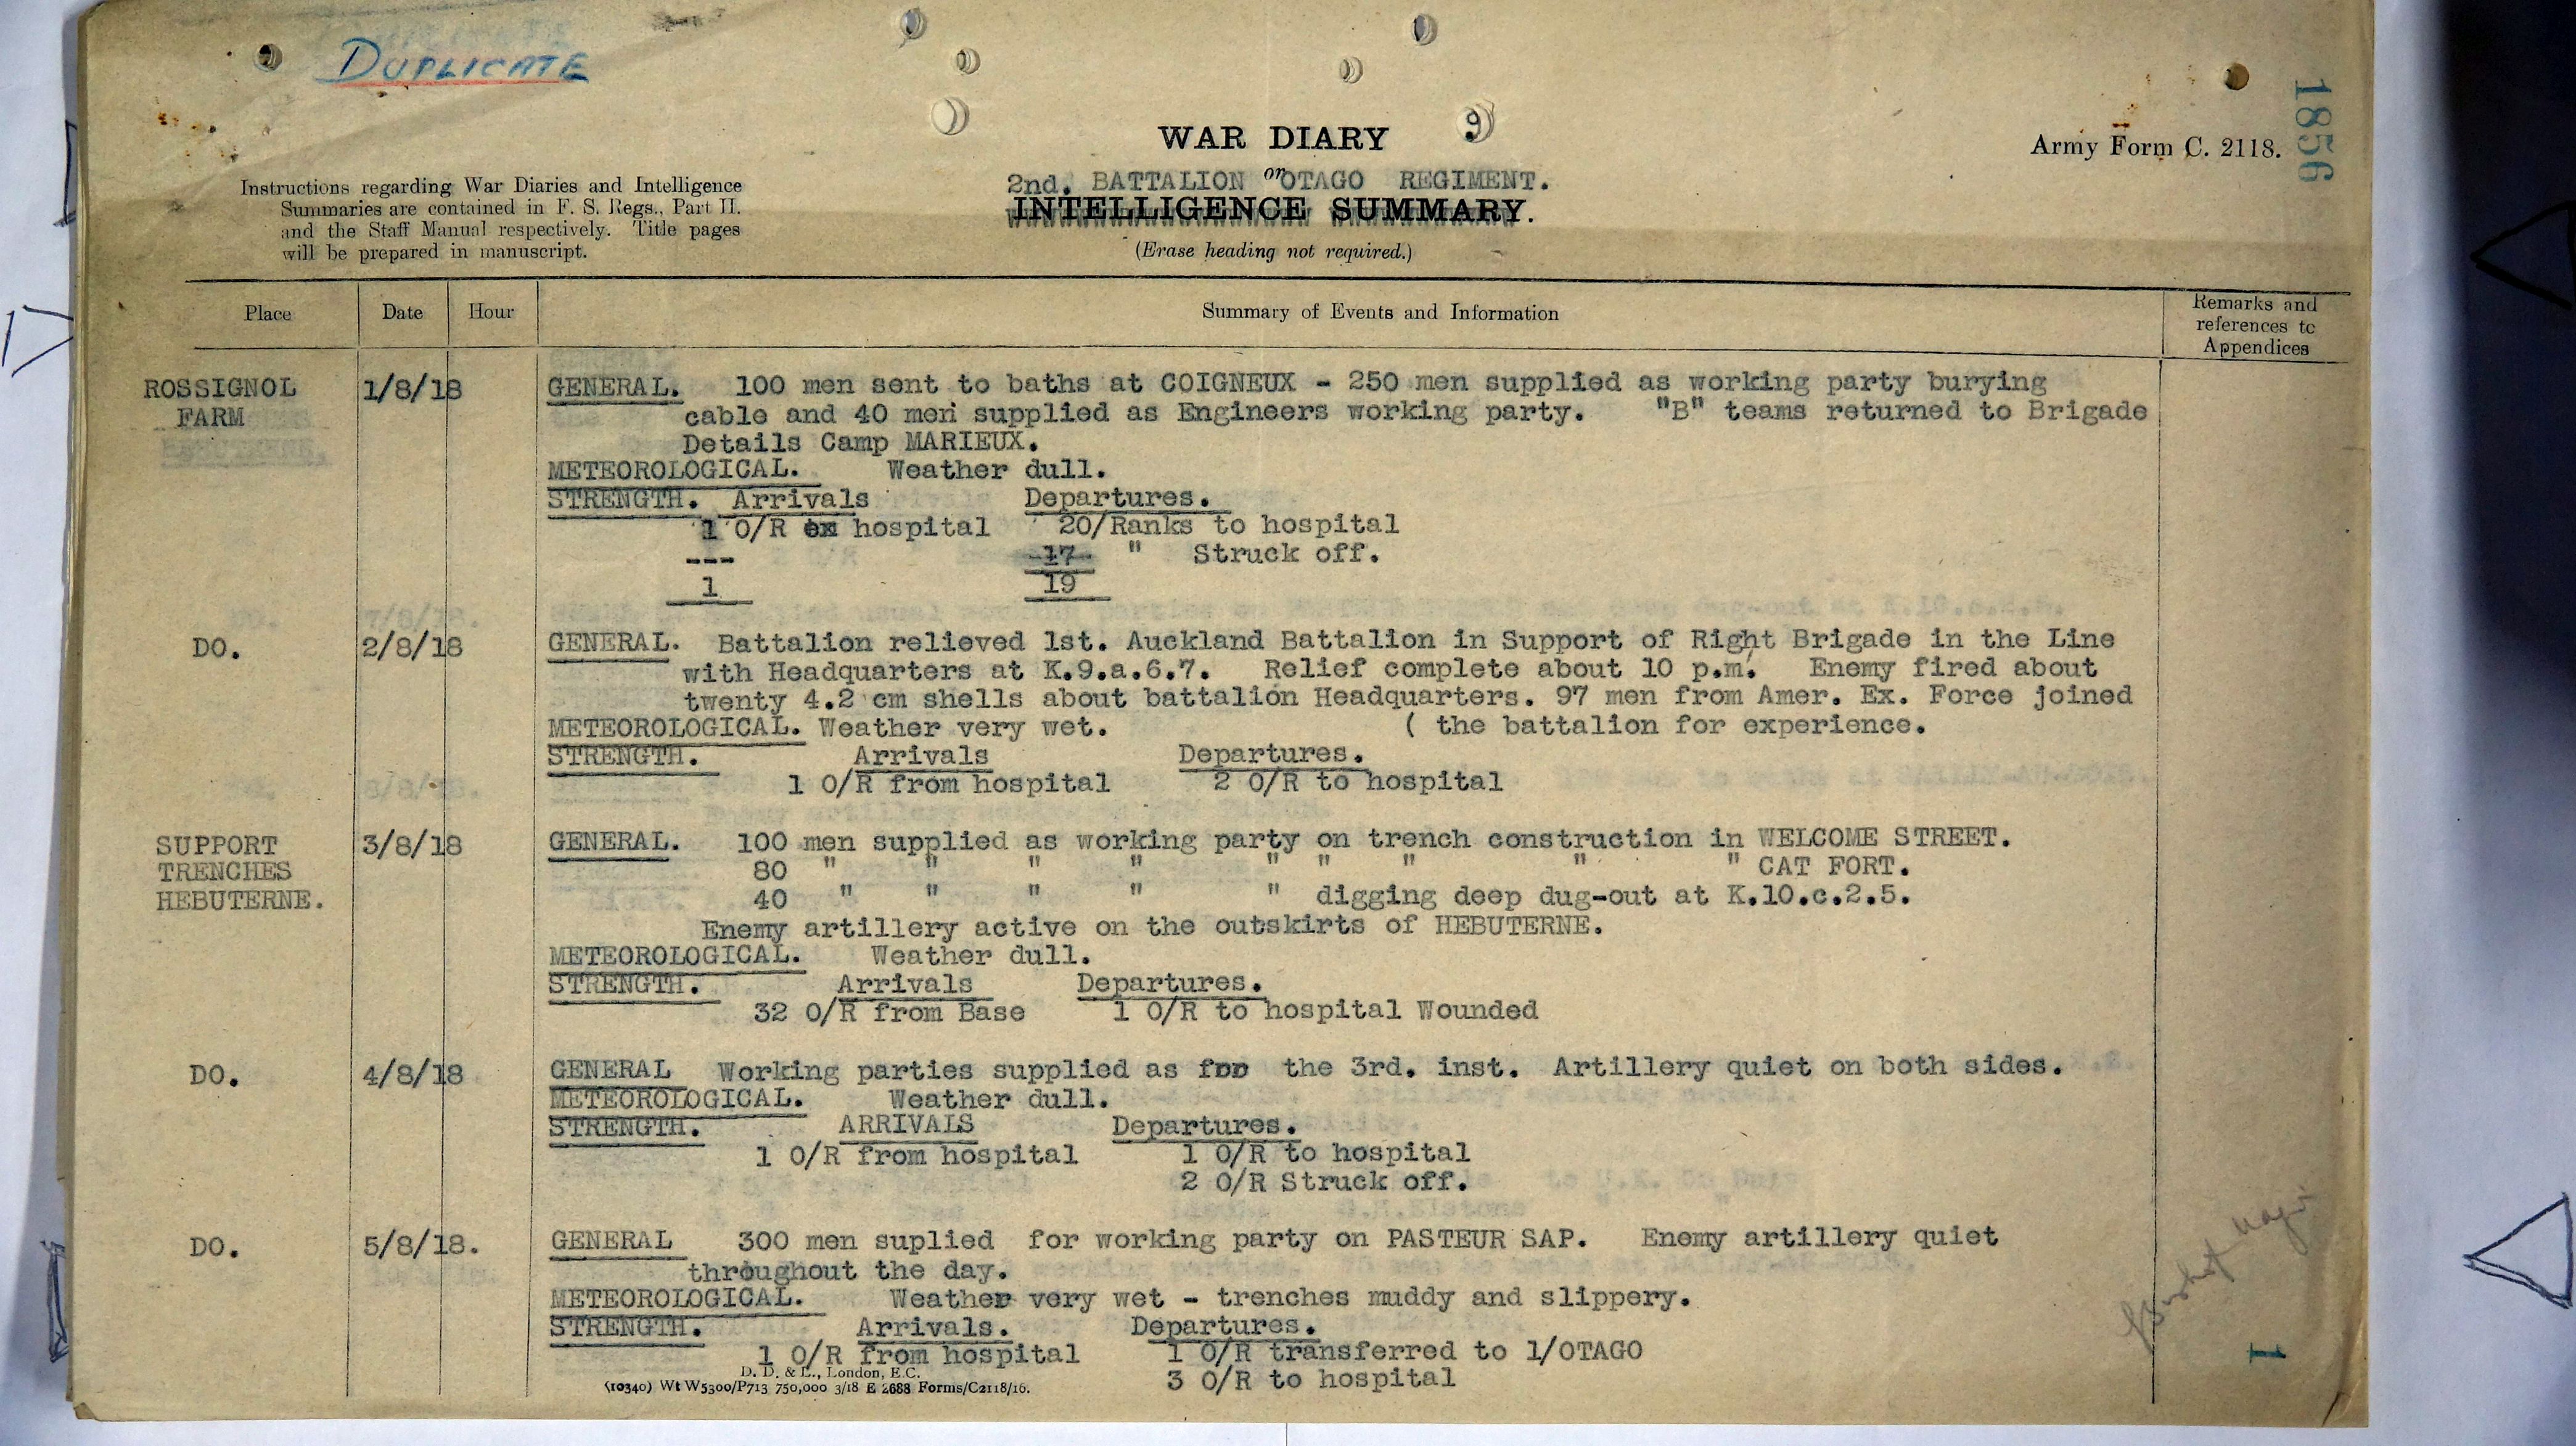 DUPLICATE
1856
WAR DIARY
9
Army Form C. 2118.
Instructions regarding War Diaries and Intelligence
Summaries are contained in F. S. Regs., Part II.
and the Staff Manual respectively. Title pages
will be prepared in manuscript.
2nd. BATTALION or OTAGO REGIMENT.
INTELLIGENCE SUMMARY.
(Erase heading not required.)
Place Date Hour Summary of Events and Information Remarks and
references to
Appendices
ROSSIGNOL 1/8/18 GENERAL. 100 men sent to baths at COIGNEUX - 250 men supplied as working party burying
FARM cable and 40 men supplied as Engineers working party. "B" teams returned to Brigade
Details Camp MARIEUX.
METEOROLOGICAL. Weather dull.
STRENGTH. Arrivals Departures.
1 O/R ex hospital 20/Ranks to hospital
--- 17 " Struck off.
1 19
DO. 2/8/18 GENERAL. Battalion relieved 1st. Auckland Battalion in Support of Right Brigade in the Line
with Headquarters at K.9.a.6.7. Relief complete about 10 p.m. Enemy fired about
twenty 4.2 cm shells about battalion Headquarters. 97 men from Amer. Ex. Force joined
METEOROLOGICAL. Weather very wet. ( the battalion for experience.
STRENGTH. Arrivals Departures.
1 O/R from hospital 2 O/R to hospital
SUPPORT 3/8/18 GENERAL. 100 men supplied as working party on trench construction in WELCOME STREET.
TRENCHES 80 " " " " " " " " " CAT FORT.
HEBUTERNE. 40 " " " " " digging deep dug-out at K.10.c.2.5.
Enemy artillery active on the outskirts of HEBUTERNE.
METEOROLOGICAL. Weather dull.
STRENGTH. Arrivals Departures.
32 O/R from Base 1 O/R to hospital Wounded
DO. 4/8/18 GENERAL Working parties supplied as for the 3rd. inst. Artillery quiet on both sides.
METEOROLOGICAL. Weather dull.
STRENGTH. ARRIVALS Departures.
1 O/R from hospital 1 O/R to hospital
2 O/R Struck off.
DO. 5/8/18. GENERAL 300 men suplied for working party on PASTEUR SAP. Enemy artillery quiet
throughout the day.
METEOROLOGICAL. Weather very wet - trenches muddy and slippery.
STRENGTH. Arrivals. Departures.
1 O/R from hospital 1 O/R transferred to 1/OTAGO
3 O/R to hospital
D. D. & L., London, E.C.
(10340) Wt W5300/P713 750,000 3/18 E 2688 Forms/C2118/16.
1